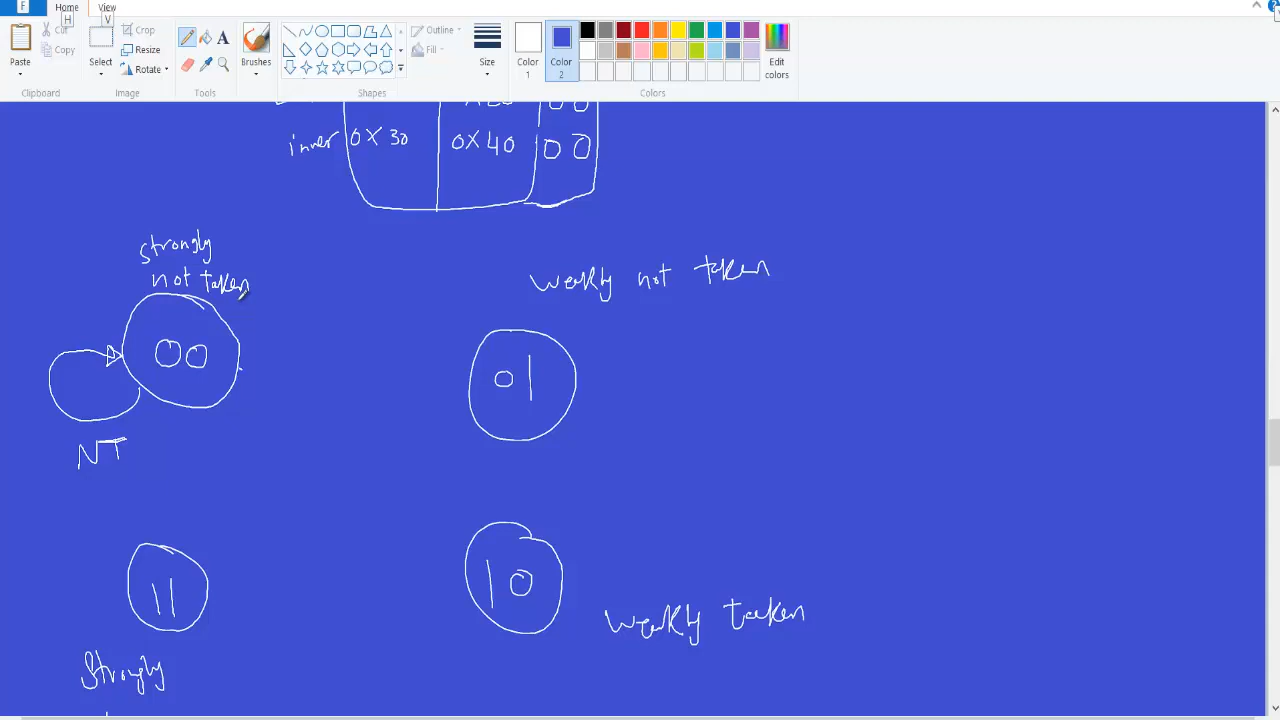 F
Home
View
H
V
Paste
Cut
Copy
Clipboard
Select
Crop
Resize
Rotate
Image
Tools
Brushes
Outline
Fill
Shapes
Size
Color
1
Color
2
Edit
colors
Colors
inner 0X30 0X40 00
strongly
not taken
00
NT
weakly not taken
01
11
Strongly
10
weakly taken